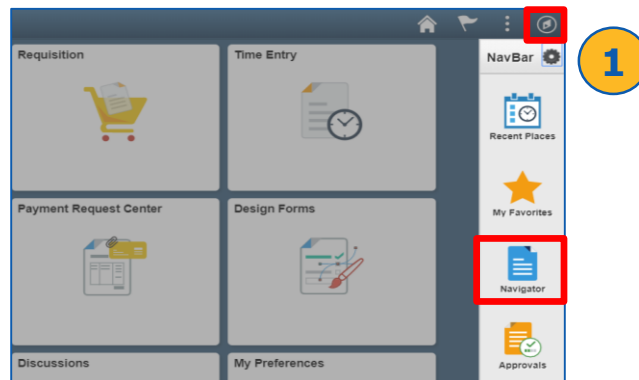 Requisition
Time Entry
NavBar
1
Recent Places
Payment Request Center
Design Forms
My Favorites
Navigator
Discussions
My Preferences
Approvals